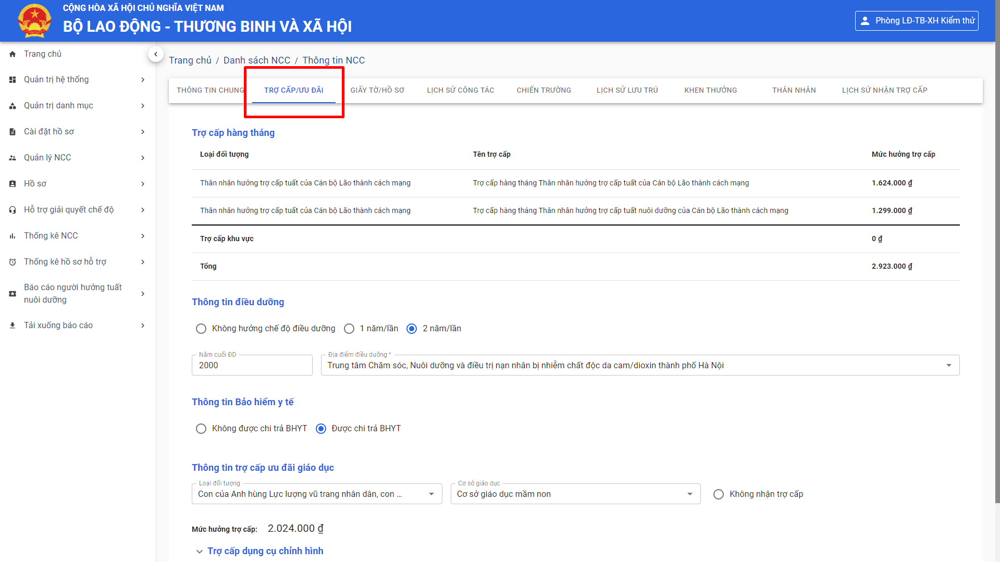 CỘNG HÒA XÃ HỘI CHỦ NGHĨA VIỆT NAM
BỘ LAO ĐỘNG - THƯƠNG BINH VÀ XÃ HỘI
Phòng LĐ-TB-XH Kiểm thử
Trang chủ
Quản trị hệ thống
Quản trị danh mục
Cài đặt hồ sơ
Quản lý NCC
Hồ sơ
Hỗ trợ giải quyết chế độ
Thống kê NCC
Thống kê hồ sơ hỗ trợ
Báo cáo người hưởng tuất
nuôi dưỡng
Tải xuống báo cáo
Trang chủ / Danh sách NCC / Thông tin NCC
THÔNG TIN CHUNG TRỢ CẤP/ƯU ĐÃI GIẤY TỜ/HỒ SƠ LỊCH SỬ CÔNG TÁC CHIẾN TRƯỜNG LỊCH SỬ LƯU TRÚ KHEN THƯỞNG THÂN NHÂN LỊCH SỬ NHẬN TRỢ CẤP
Trợ cấp hàng tháng
Loại đối tượng Tên trợ cấp Mức hưởng trợ cấp
Thân nhân hưởng trợ cấp tuất của Cán bộ Lão thành cách mạng Trợ cấp hàng tháng Thân nhân hưởng trợ cấp tuất của Cán bộ Lão thành cách mạng 1.624.000 ₫
Thân nhân hưởng trợ cấp tuất của Cán bộ Lão thành cách mạng Trợ cấp hàng tháng Thân nhân hưởng trợ cấp tuất nuôi dưỡng của Cán bộ Lão thành cách mạng 1.299.000 ₫
Trợ cấp khu vực 0 ₫
Tổng 2.923.000 ₫
Thông tin điều dưỡng
Không hưởng chế độ điều dưỡng 1 năm/lần 2 năm/lần
Năm cuối ĐD Địa điểm điều dưỡng *
2000 Trung tâm Chăm sóc, Nuôi dưỡng và điều trị nạn nhân bị nhiễm chất độc da cam/dioxin thành phố Hà Nội
Thông tin Bảo hiểm y tế
Không được chi trả BHYT Được chi trả BHYT
Thông tin trợ cấp ưu đãi giáo dục
Loại đối tượng Cơ sở giáo dục
Con của Anh hùng Lực lượng vũ trang nhân dân, con ... Cơ sở giáo dục mầm non Không nhận trợ cấp
Mức hưởng trợ cấp: 2.024.000 ₫
Trợ cấp dụng cụ chỉnh hình